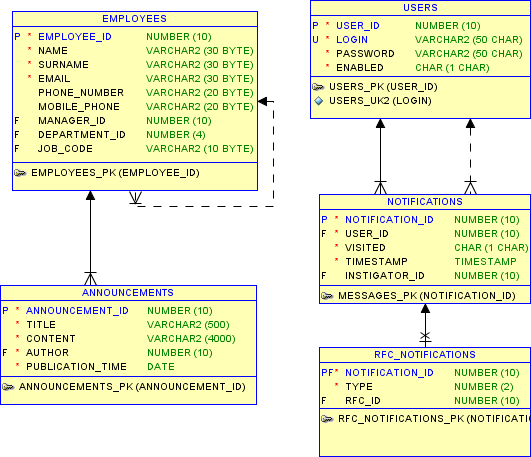 EMPLOYEES
P * EMPLOYEE_ID NUMBER (10)
* NAME VARCHAR2 (30 BYTE)
* SURNAME VARCHAR2 (30 BYTE)
* EMAIL VARCHAR2 (30 BYTE)
PHONE_NUMBER VARCHAR2 (20 BYTE)
MOBILE_PHONE VARCHAR2 (20 BYTE)
F MANAGER_ID NUMBER (10)
F DEPARTMENT_ID NUMBER (4)
F JOB_CODE VARCHAR2 (10 BYTE)
EMPLOYEES_PK (EMPLOYEE_ID)
USERS
P * USER_ID NUMBER (10)
U * LOGIN VARCHAR2 (50 CHAR)
* PASSWORD VARCHAR2 (50 CHAR)
* ENABLED CHAR (1 CHAR)
USERS_PK (USER_ID)
USERS_UK2 (LOGIN)
NOTIFICATIONS
P * NOTIFICATION_ID NUMBER (10)
F * USER_ID NUMBER (10)
* VISITED CHAR (1 CHAR)
* TIMESTAMP TIMESTAMP
F INSTIGATOR_ID NUMBER (10)
MESSAGES_PK (NOTIFICATION_ID)
ANNOUNCEMENTS
P * ANNOUNCEMENT_ID NUMBER (10)
* TITLE VARCHAR2 (500)
* CONTENT VARCHAR2 (4000)
F * AUTHOR NUMBER (10)
* PUBLICATION_TIME DATE
ANNOUNCEMENTS_PK (ANNOUNCEMENT_ID)
RFC_NOTIFICATIONS
PF * NOTIFICATION_ID NUMBER (10)
* TYPE NUMBER (2)
F RFC_ID NUMBER (10)
RFC_NOTIFICATIONS_PK (NOTIFICATIO